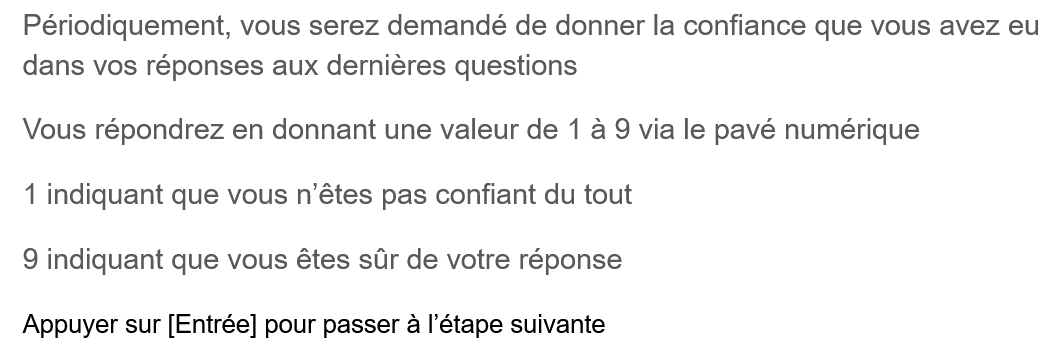 Périodiquement, vous serez demandé de donner la confiance que vous avez eu
dans vos réponses aux dernières questions
Vous répondrez en donnant une valeur de 1 à 9 via le pavé numérique
1 indiquant que vous n’êtes pas confiant du tout
9 indiquant que vous êtes sûr de votre réponse
Appuyer sur [Entrée] pour passer à l’étape suivante